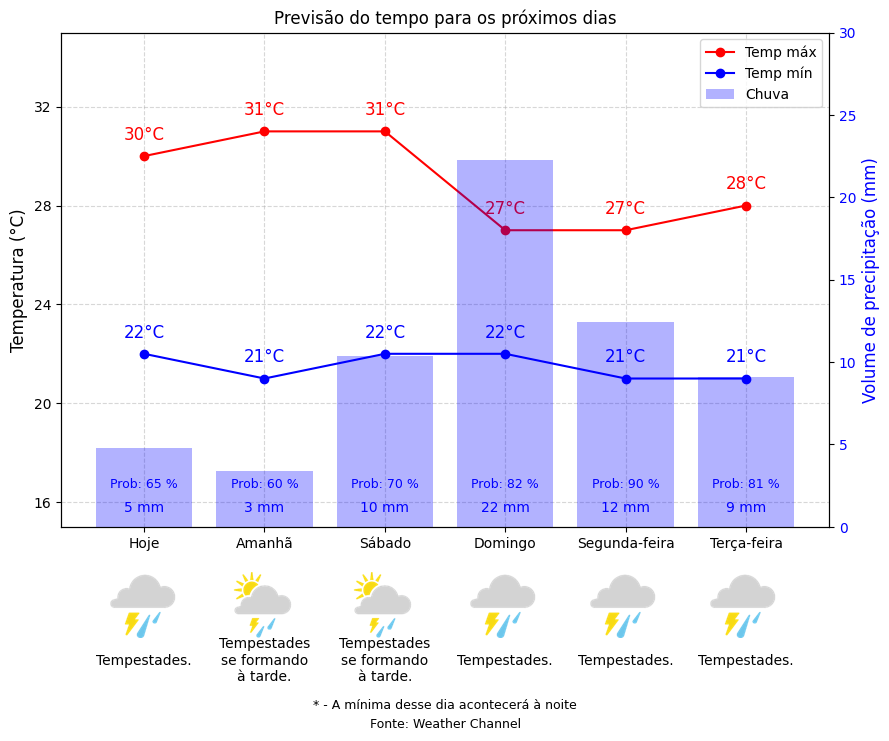 Previsão do tempo para os próximos dias
Temp máx
Temp mín
Chuva
Temperatura (°C)
32
28
24
20
16
Volume de precipitação (mm)
30
25
20
15
10
5
0
30°C 31°C 31°C 27°C 27°C 28°C
22°C 21°C 22°C 22°C 21°C 21°C
Prob: 65 % Prob: 60 % Prob: 70 % Prob: 82 % Prob: 90 % Prob: 81 %
5 mm 3 mm 10 mm 22 mm 12 mm 9 mm
Hoje Amanhã Sábado Domingo Segunda-feira Terça-feira
Tempestades.
Tempestades
se formando
à tarde.
Tempestades
se formando
à tarde.
Tempestades.
Tempestades.
Tempestades.
* - A mínima desse dia acontecerá à noite
Fonte: Weather Channel